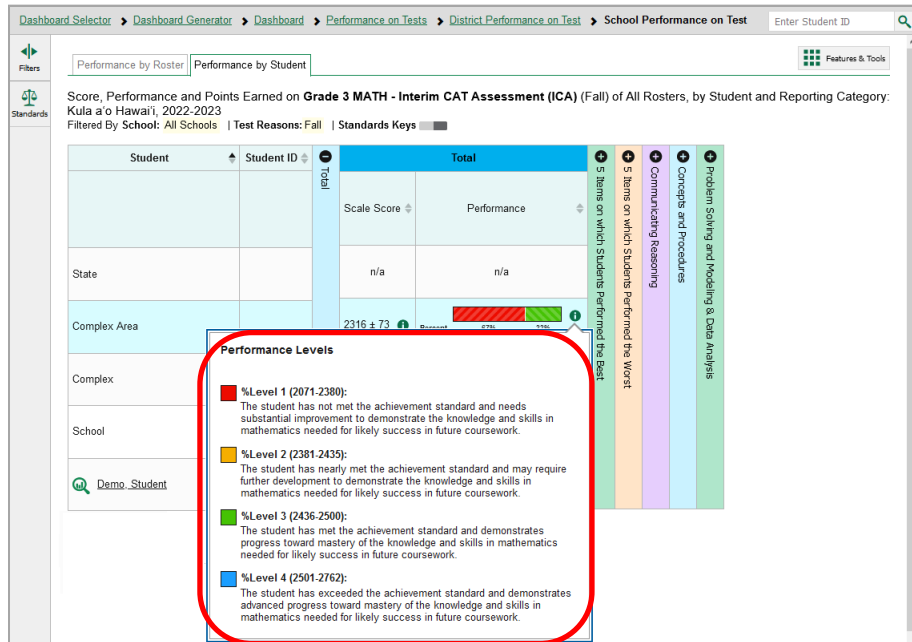 Dashboard Selector > Dashboard Generator > Dashboard > Performance on Tests > District Performance on Test > School Performance on Test
Enter Student ID
Filters
Standards
Performance by Roster
Performance by Student
Features & Tools
Score, Performance and Points Earned on Grade 3 MATH - Interim CAT Assessment (ICA) (Fall) of All Rosters, by Student and Reporting Category:
Kula aʻo Hawaiʻi, 2022-2023
Filtered By School: All Schools | Test Reasons: Fall | Standards Keys
Student
Student ID
Total
Total
Scale Score
Performance
5 Items on which Students Performed the Best
5 Items on which Students Performed the Worst
Communicating Reasoning
Concepts and Procedures
Problem Solving and Modeling & Data Analysis
State
n/a
n/a
Complex Area
2316 ± 73
Percent
67%
33%
Complex
School
Demo, Student
Performance Levels
%Level 1 (2071-2380):
The student has not met the achievement standard and needs
substantial improvement to demonstrate the knowledge and skills in
mathematics needed for likely success in future coursework.
%Level 2 (2381-2435):
The student has nearly met the achievement standard and may require
further development to demonstrate the knowledge and skills in
mathematics needed for likely success in future coursework.
%Level 3 (2436-2500):
The student has met the achievement standard and demonstrates
progress toward mastery of the knowledge and skills in mathematics
needed for likely success in future coursework.
%Level 4 (2501-2762):
The student has exceeded the achievement standard and demonstrates
advanced progress toward mastery of the knowledge and skills in
mathematics needed for likely success in future coursework.